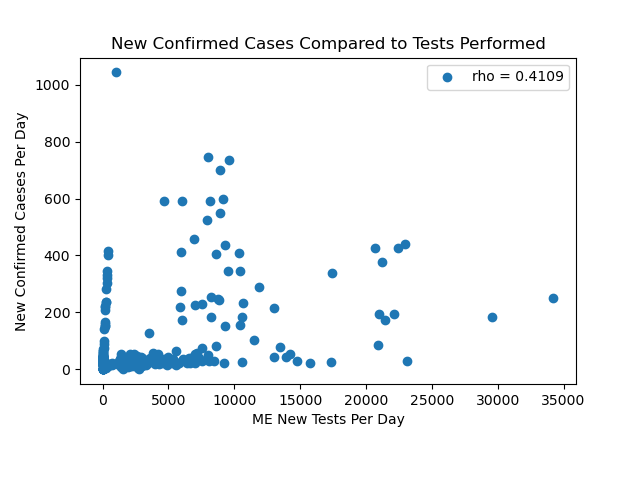 New Confirmed Cases Compared to Tests Performed
rho = 0.4109
1000
800
600
400
200
0
New Confirmed Caeses Per Day
0 5000 10000 15000 20000 25000 30000 35000
ME New Tests Per Day